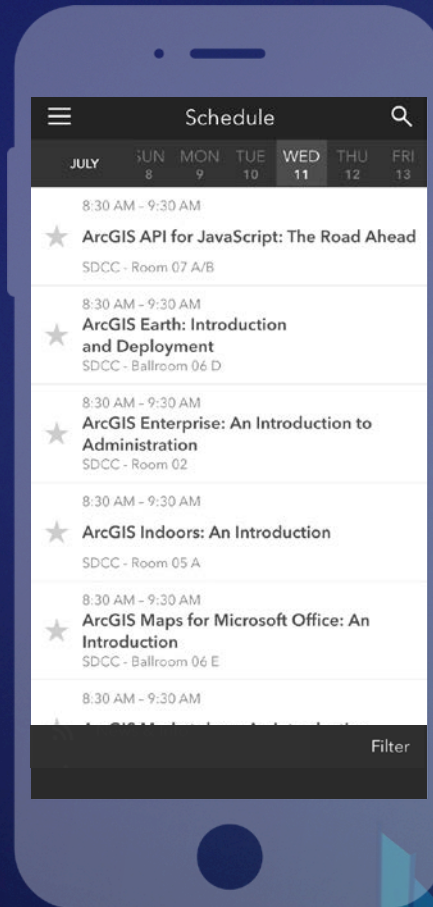 Schedule
JULY
SUN MON TUE WED THU FRI
8 9 10 11 12 13
8:30 AM – 9:30 AM
ArcGIS API for JavaScript: The Road Ahead
SDCC - Room 07 A/B
8:30 AM – 9:30 AM
ArcGIS Earth: Introduction
and Deployment
SDCC - Ballroom 06 D
8:30 AM – 9:30 AM
ArcGIS Enterprise: An Introduction to
Administration
SDCC - Room 02
8:30 AM – 9:30 AM
ArcGIS Indoors: An Introduction
SDCC - Room 05 A
8:30 AM – 9:30 AM
ArcGIS Maps for Microsoft Office: An
Introduction
SDCC - Ballroom 06 E
8:30 AM – 9:30 AM
Filter